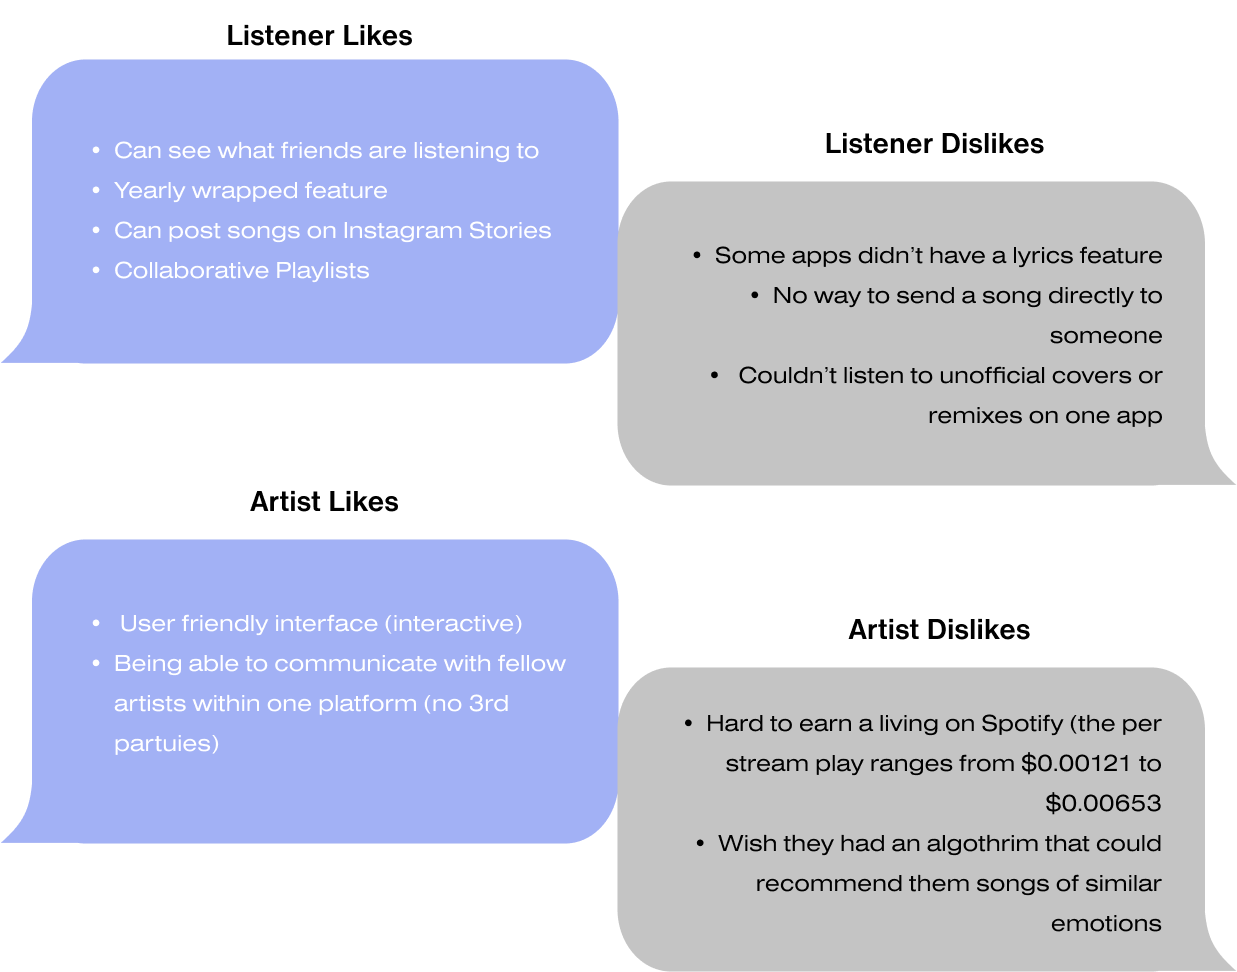 Listener Likes
• Can see what friends are listening to
• Yearly wrapped feature
• Can post songs on Instagram Stories
• Collaborative Playlists
Listener Dislikes
• Some apps didn’t have a lyrics feature
• No way to send a song directly to
someone
• Couldn’t listen to unofficial covers or
remixes on one app
Artist Likes
• User friendly interface (interactive)
• Being able to communicate with fellow
artists within one platform (no 3rd
partuies)
Artist Dislikes
• Hard to earn a living on Spotify (the per
stream play ranges from $0.00121 to
$0.00653
• Wish they had an algothrim that could
recommend them songs of similar
emotions